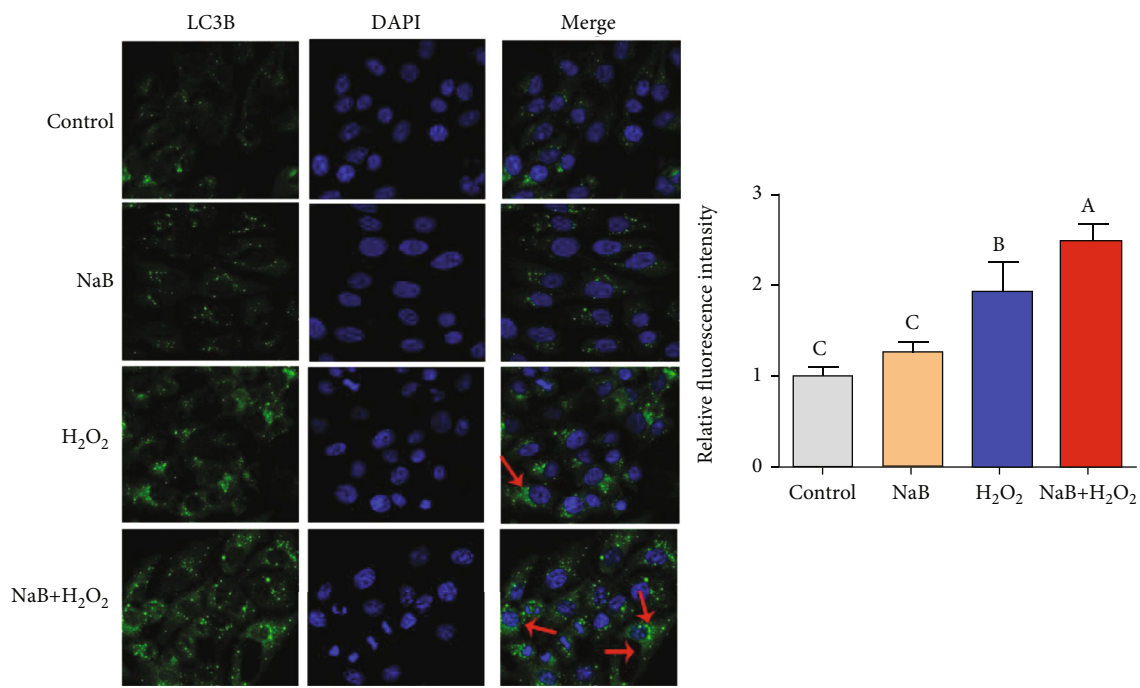 LC3B DAPI Merge
Control
NaB
H₂O₂
NaB+H₂O₂
Relative fluorescence intensity
3
2
1
0
C
C
B
A
Control NaB H₂O₂ NaB+H₂O₂